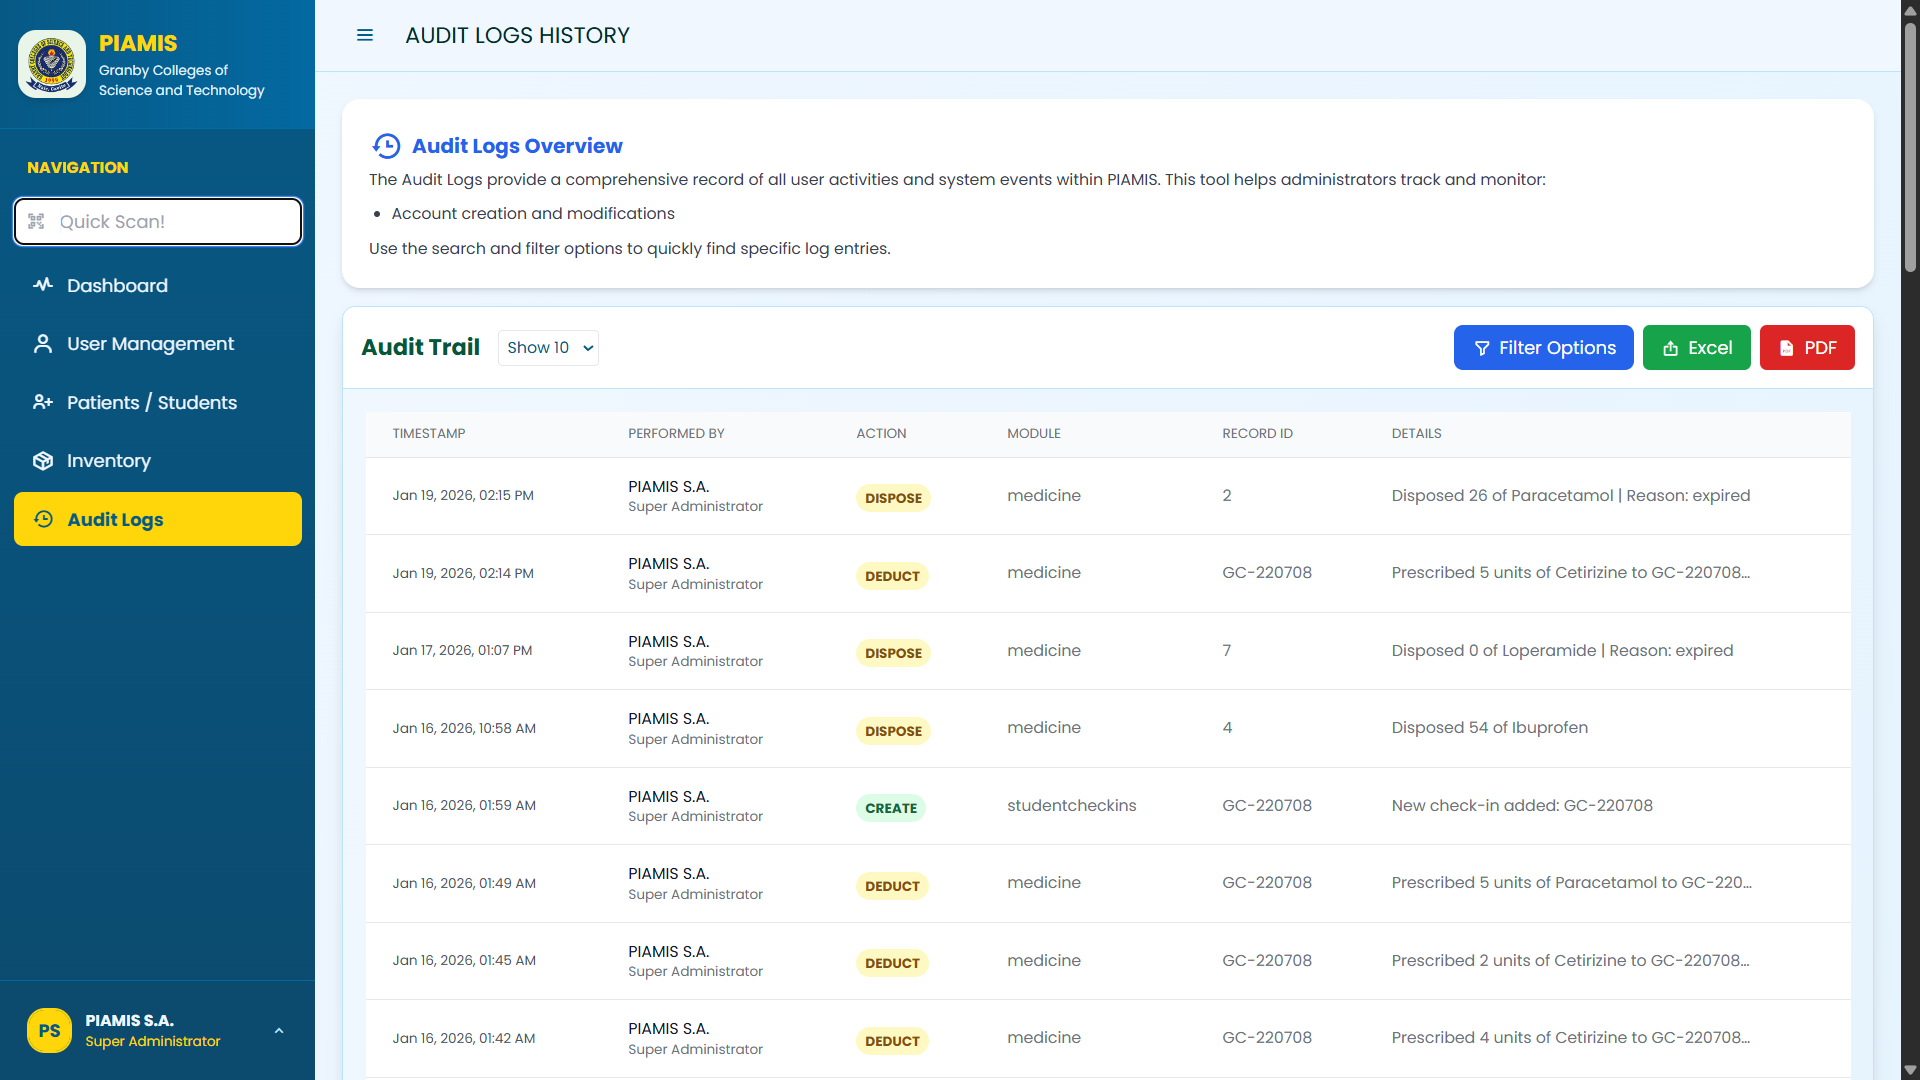 PIAMIS
Granby Colleges of
Science and Technology
NAVIGATION
Quick Scan!
Dashboard
User Management
Patients / Students
Inventory
Audit Logs
PS
PIAMIS S.A.
Super Administrator
AUDIT LOGS HISTORY
Audit Logs Overview
The Audit Logs provide a comprehensive record of all user activities and system events within PIAMIS. This tool helps administrators track and monitor:
• Account creation and modifications
Use the search and filter options to quickly find specific log entries.
Audit Trail Show 10 Filter Options Excel PDF
TIMESTAMP PERFORMED BY ACTION MODULE RECORD ID DETAILS
Jan 19, 2026, 02:15 PM PIAMIS S.A. DISPOSE medicine 2 Disposed 26 of Paracetamol | Reason: expired
Super Administrator
Jan 19, 2026, 02:14 PM PIAMIS S.A. DEDUCT medicine GC-220708 Prescribed 5 units of Cetirizine to GC-220708...
Super Administrator
Jan 17, 2026, 01:07 PM PIAMIS S.A. DISPOSE medicine 7 Disposed 0 of Loperamide | Reason: expired
Super Administrator
Jan 16, 2026, 10:58 AM PIAMIS S.A. DISPOSE medicine 4 Disposed 54 of Ibuprofen
Super Administrator
Jan 16, 2026, 01:59 AM PIAMIS S.A. CREATE studentcheckins GC-220708 New check-in added: GC-220708
Super Administrator
Jan 16, 2026, 01:49 AM PIAMIS S.A. DEDUCT medicine GC-220708 Prescribed 5 units of Paracetamol to GC-220...
Super Administrator
Jan 16, 2026, 01:45 AM PIAMIS S.A. DEDUCT medicine GC-220708 Prescribed 2 units of Cetirizine to GC-220708...
Super Administrator
Jan 16, 2026, 01:42 AM PIAMIS S.A. DEDUCT medicine GC-220708 Prescribed 4 units of Cetirizine to GC-220708...
Super Administrator